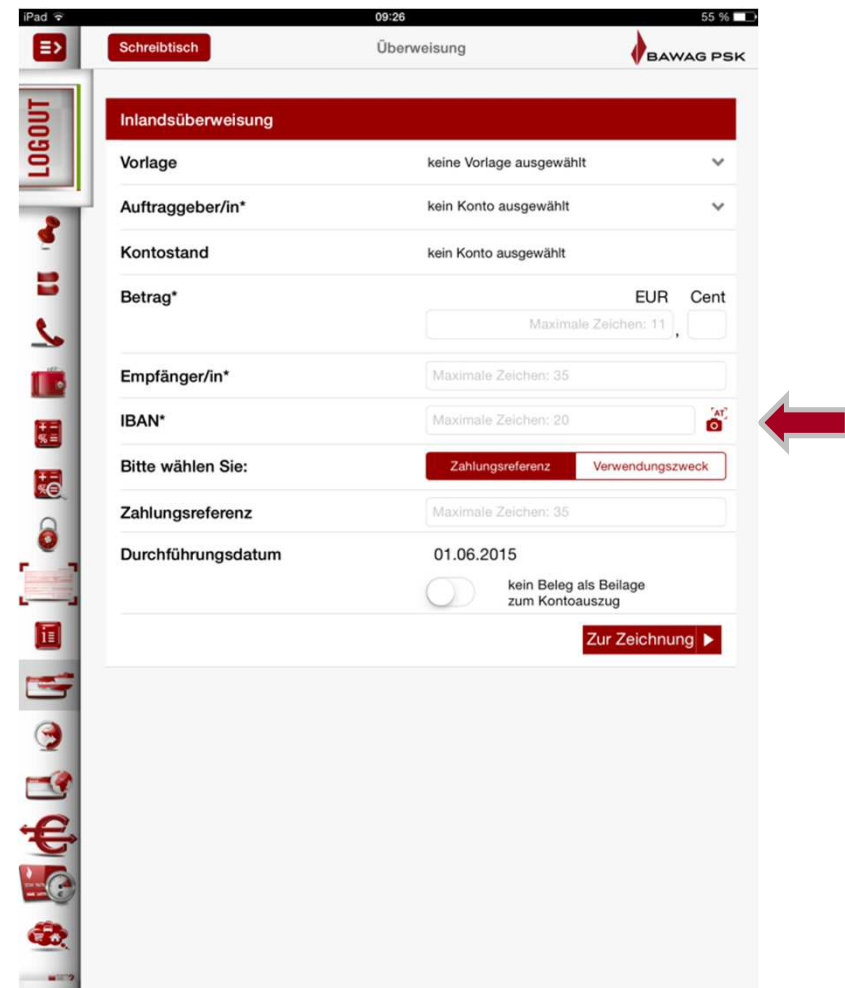 iPad 09:26 55 %
Schreibtisch Überweisung BAWAG PSK
LOGOUT
Inlandsüberweisung
Vorlage keine Vorlage ausgewählt
Auftraggeber/in* kein Konto ausgewählt
Kontostand kein Konto ausgewählt
Betrag* EUR Cent
Maximale Zeichen: 11 ,
Empfänger/in* Maximale Zeichen: 35
IBAN* Maximale Zeichen: 20 AT
Bitte wählen Sie: Zahlungsreferenz Verwendungszweck
Zahlungsreferenz Maximale Zeichen: 35
Durchführungsdatum 01.06.2015
kein Beleg als Beilage
zum Kontoauszug
Zur Zeichnung